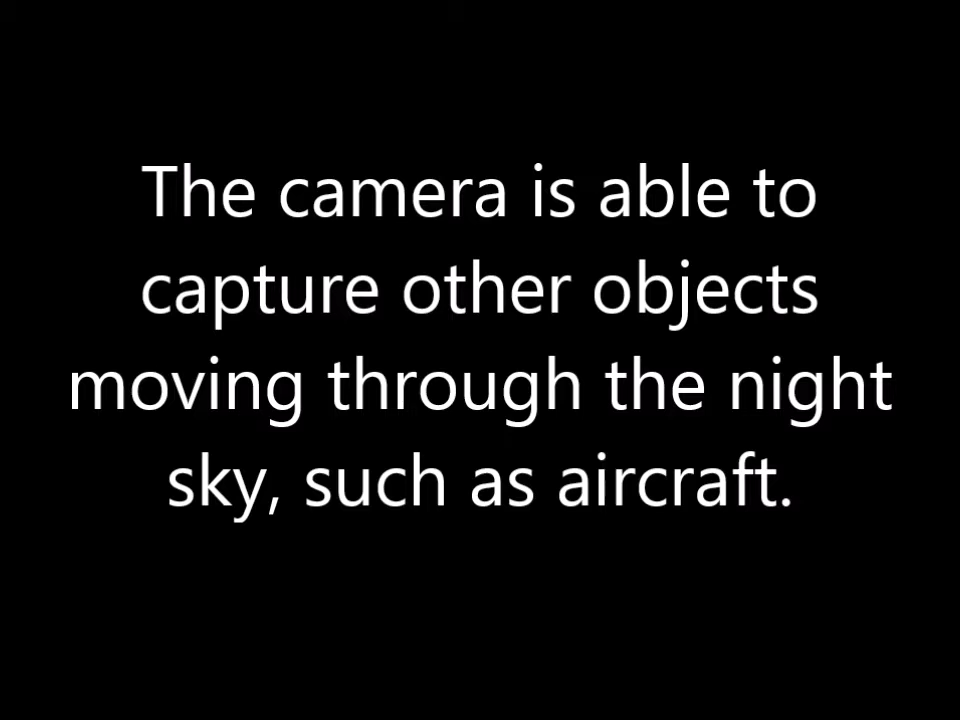 The camera is able to
capture other objects
moving through the night
sky, such as aircraft.